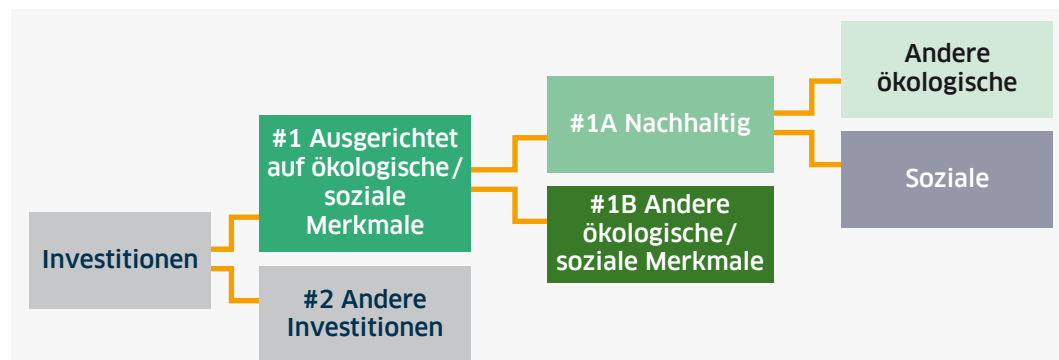 Investitionen
#1 Ausgerichtet
auf ökologische/
soziale
Merkmale
#2 Andere
Investitionen
#1A Nachhaltig
#1B Andere
ökologische/
soziale Merkmale
Andere
ökologische
Soziale